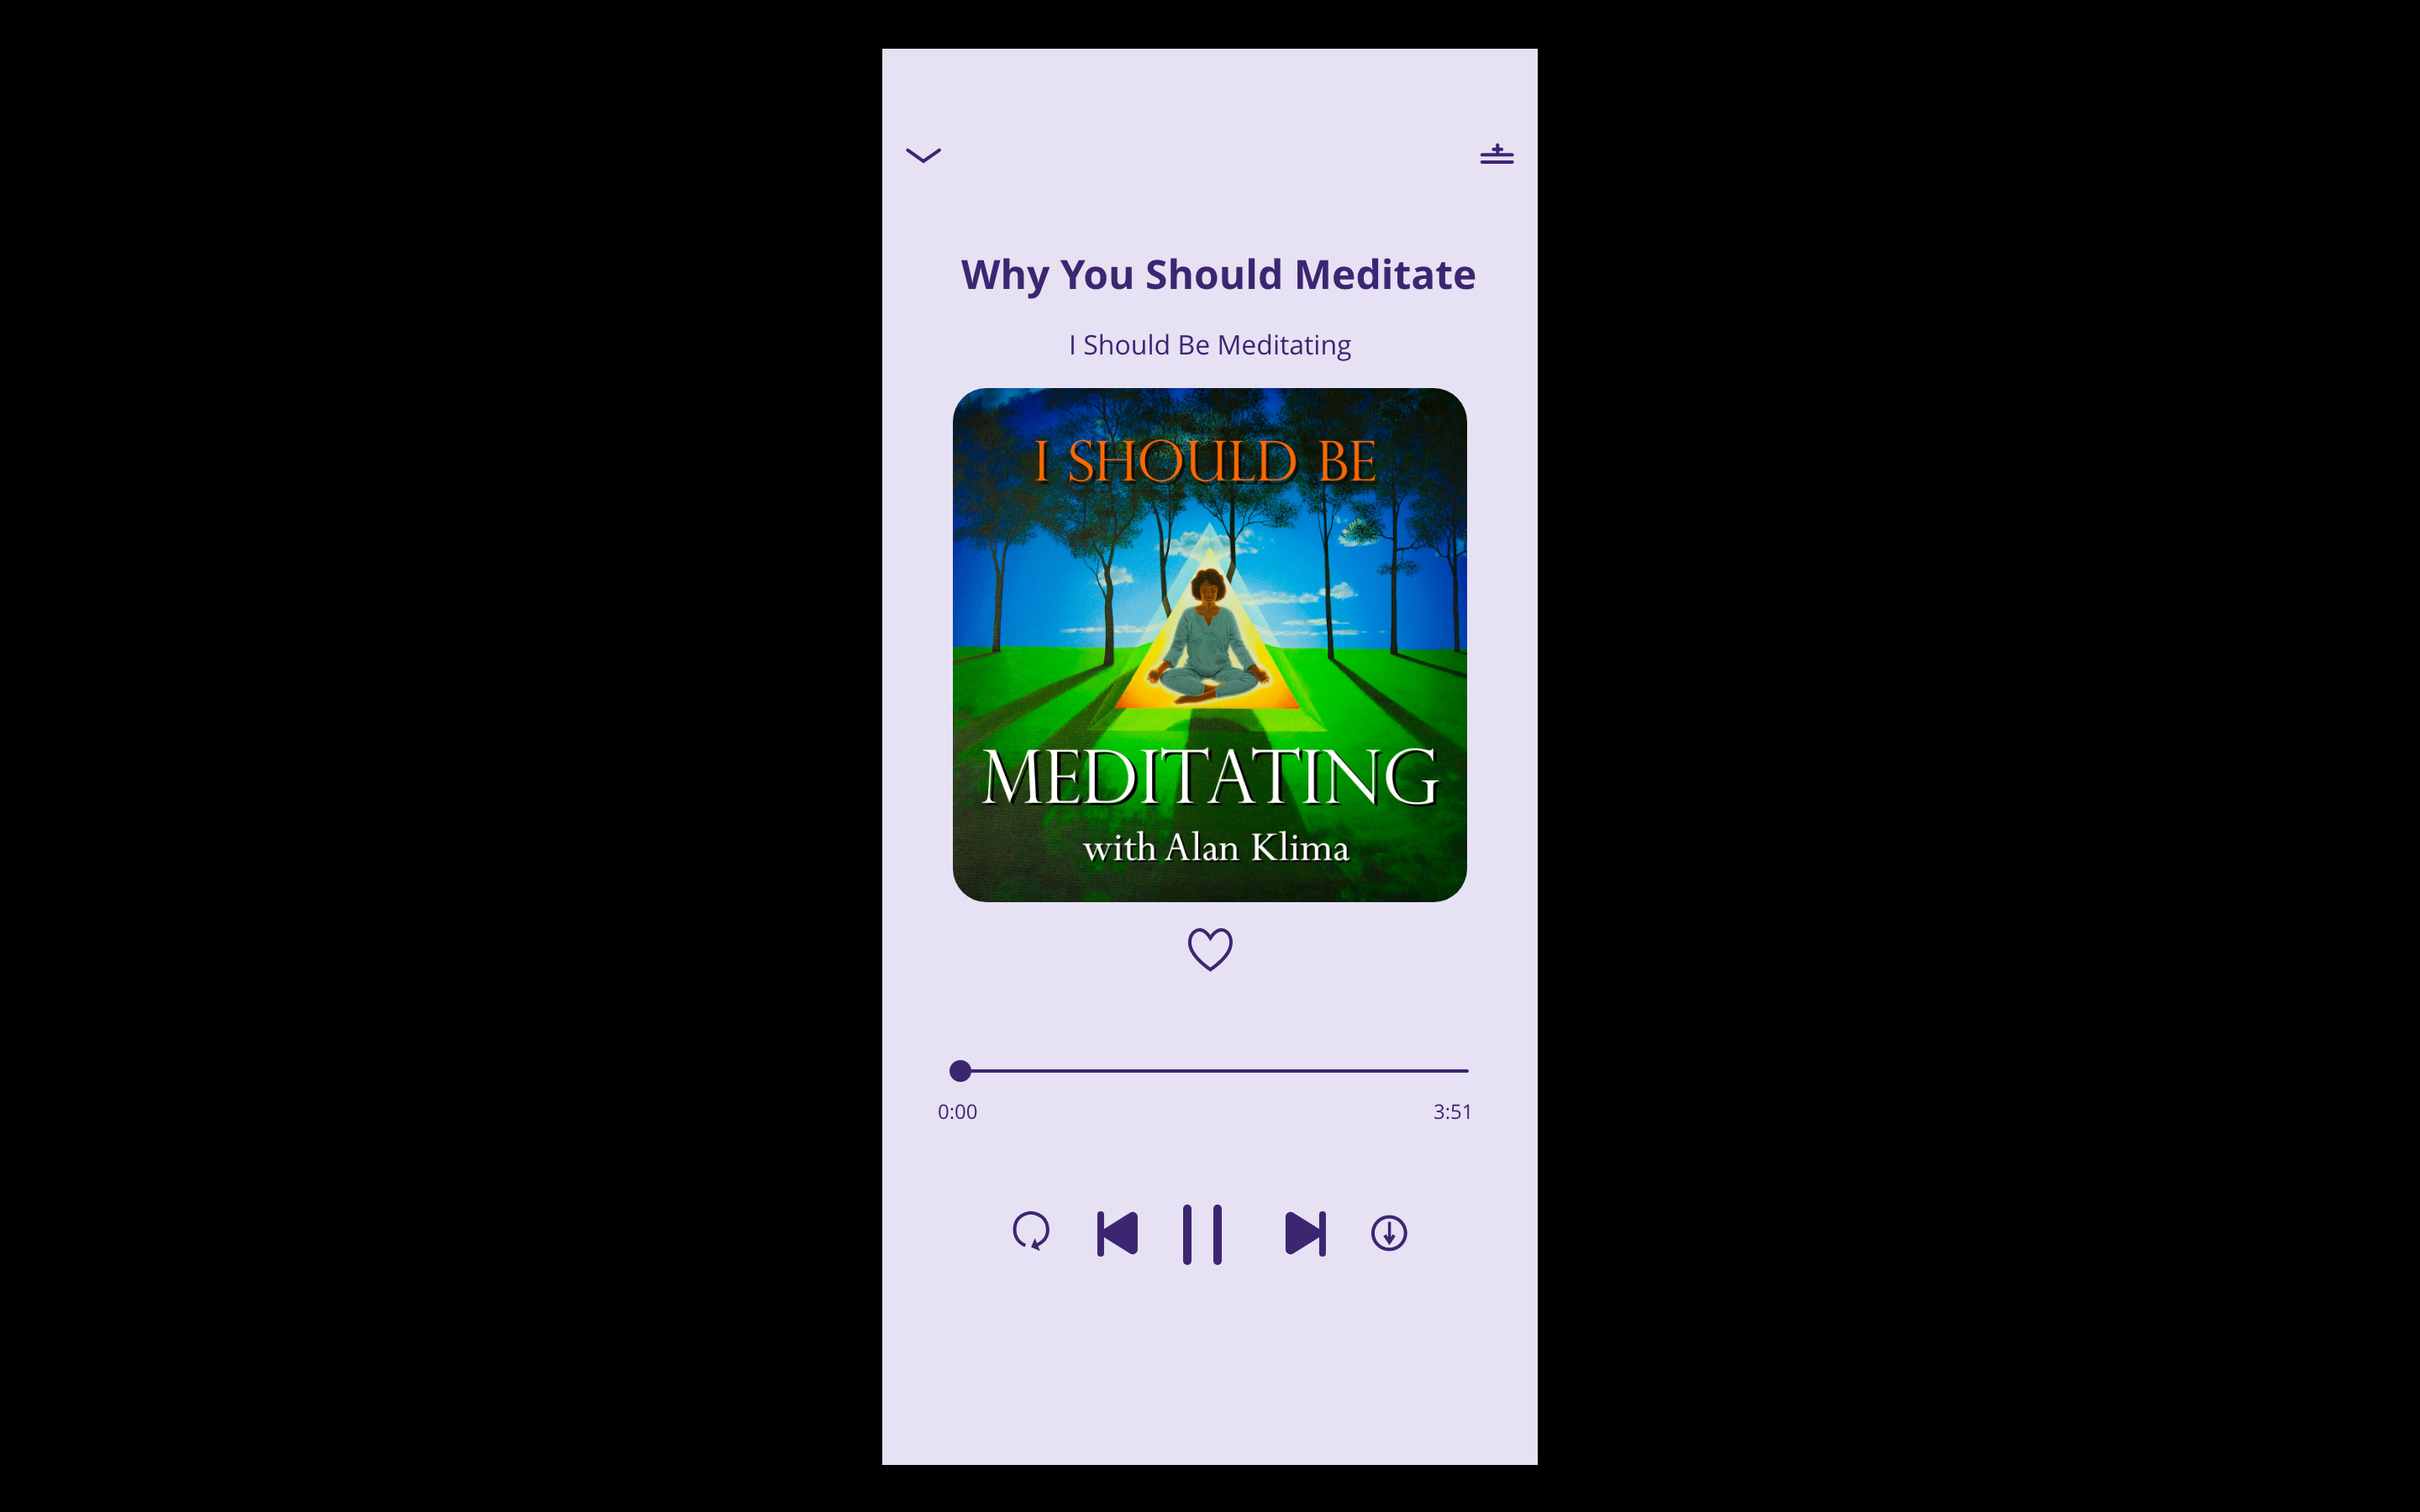 Why You Should Meditate
I Should Be Meditating
I SHOULD BE
MEDITATING
with Alan Klima
0:00
3:51